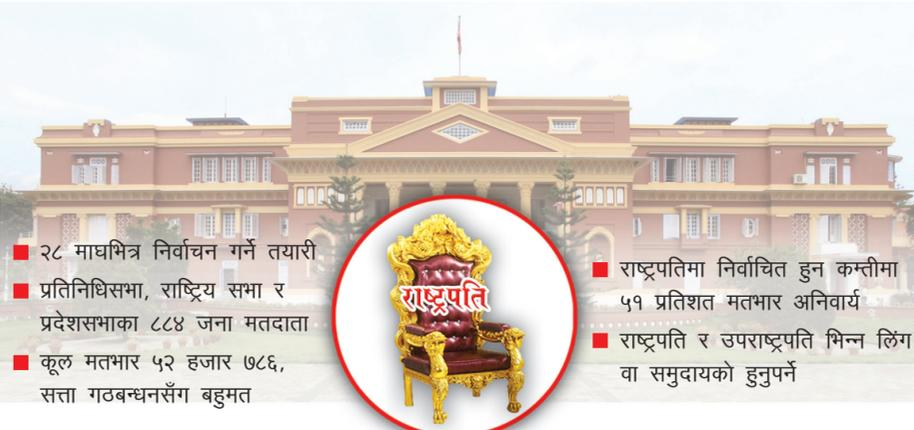 २८ माघभित्र निर्वाचन गर्ने तयारी
प्रतिनिधिसभा, राष्ट्रिय सभा र
प्रदेशसभाका ८८४ जना मतदाता
कूल मतभार ५२ हजार ७८६,
सत्ता गठबन्धनसँग बहुमत
राष्ट्रपति
राष्ट्रपतिमा निर्वाचित हुन कम्तीमा
५१ प्रतिशत मतभार अनिवार्य
राष्ट्रपति र उपराष्ट्रपति भिन्न लिंग
वा समुदायको हुनुपर्ने